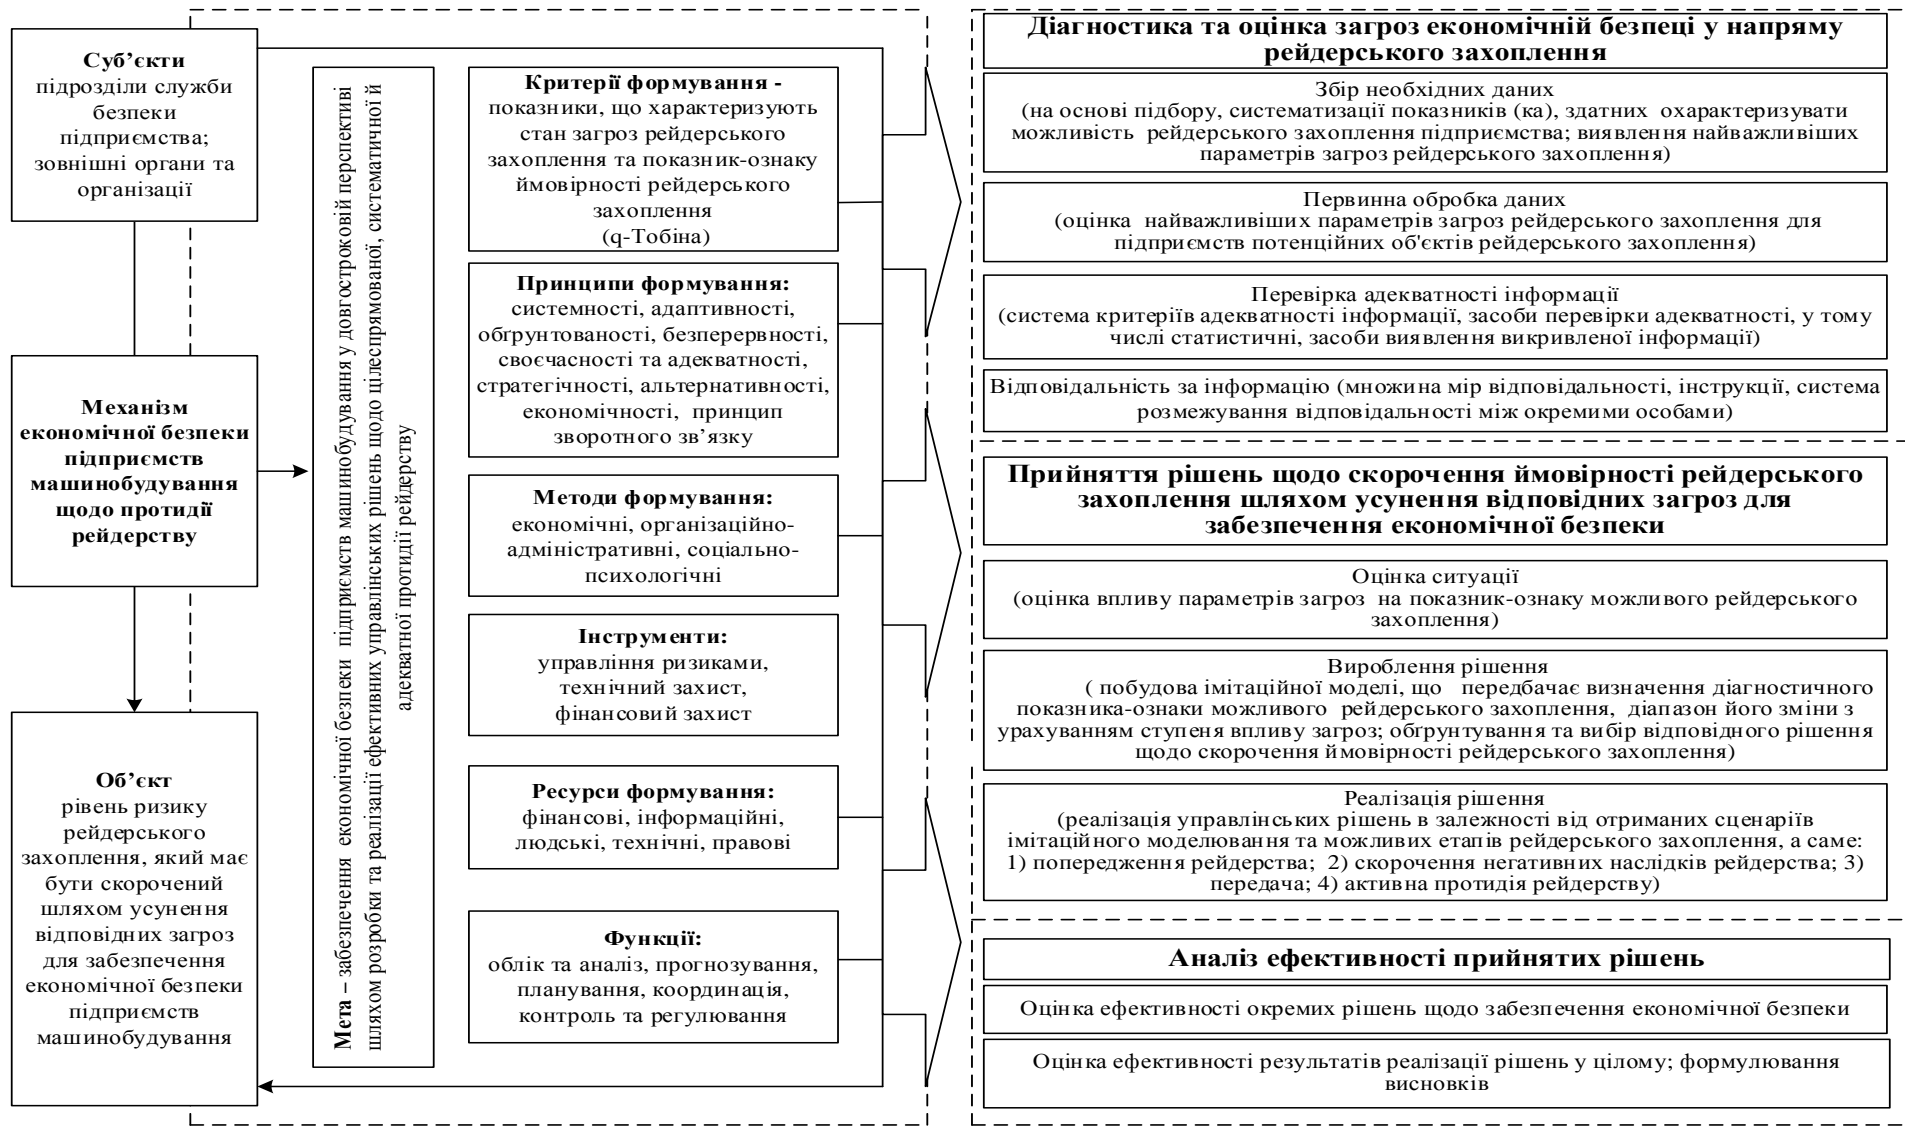 Суб’єкти
підрозділи служби
безпеки
підприємства;
зовнішні органи та
організації
Механізм
економічної безпеки
підприємств
машинобудування
щодо протидії
рейдерству
Об’єкт
рівень ризику
рейдерського
захоплення, який має
бути скорочений
шляхом усунення
відповідних загроз
для забезпечення
економічної безпеки
підприємств
машинобудування
Мета – забезпечення економічної безпеки підприємств машинобудування у довгостроковій перспективі
шляхом розробки та реалізації ефективних управлінських рішень щодо цілеспрямованої, систематичної й
адекватної протидії рейдерству
Критерії формування -
показники, що характеризують
стан загроз рейдерського
захоплення та показник-ознаку
ймовірності рейдерського
захоплення
(q-Тобіна)
Принципи формування:
системності, адаптивності,
обґрунтованості, безперервності,
своєчасності та адекватності,
стратегічності, альтернативності,
економічності, принцип
зворотного зв’язку
Методи формування:
економічні, організаційно-
адміністративні, соціально-
психологічні
Інструменти:
управління ризиками,
технічний захист,
фінансовий захист
Ресурси формування:
фінансові, інформаційні,
людські, технічні, правові
Функції:
облік та аналіз, прогнозування,
планування, координація,
контроль та регулювання
Діагностика та оцінка загроз економічній безпеці у напряму
рейдерського захоплення
Збір необхідних даних
(на основі підбору, систематизації показників (ка), здатних охарактеризувати
можливість рейдерського захоплення підприємства; виявлення найважливіших
параметрів загроз рейдерського захоплення)
Первинна обробка даних
(оцінка найважливіших параметрів загроз рейдерського захоплення для
підприємств потенційних об'єктів рейдерського захоплення)
Перевірка адекватності інформації
(система критеріїв адекватності інформації, засоби перевірки адекватності, у тому
числі статистичні, засоби виявлення викривленої інформації)
Відповідальність за інформацію (множина мір відповідальності, інструкції, система
розмежування відповідальності між окремими особами)
Прийняття рішень щодо скорочення ймовірності рейдерського
захоплення шляхом усунення відповідних загроз для
забезпечення економічної безпеки
Оцінка ситуації
(оцінка впливу параметрів загроз на показник-ознаку можливого рейдерського
захоплення)
Вироблення рішення
( побудова імітаційної моделі, що передбачає визначення діагностичного
показника-ознаки можливого рейдерського захоплення, діапазон його зміни з
урахуванням ступеня впливу загроз; обґрунтування та вибір відповідного рішення
щодо скорочення ймовірності рейдерського захоплення)
Реалізація рішення
(реалізація управлінських рішень в залежності від отриманих сценаріїв
імітаційного моделювання та можливих етапів рейдерського захоплення, а саме:
1) попередження рейдерства; 2) скорочення негативних наслідків рейдерства; 3)
передача; 4) активна протидія рейдерству)
Аналіз ефективності прийнятих рішень
Оцінка ефективності окремих рішень щодо забезпечення економічної безпеки
Оцінка ефективності результатів реалізації рішень у цілому; формулювання
висновків